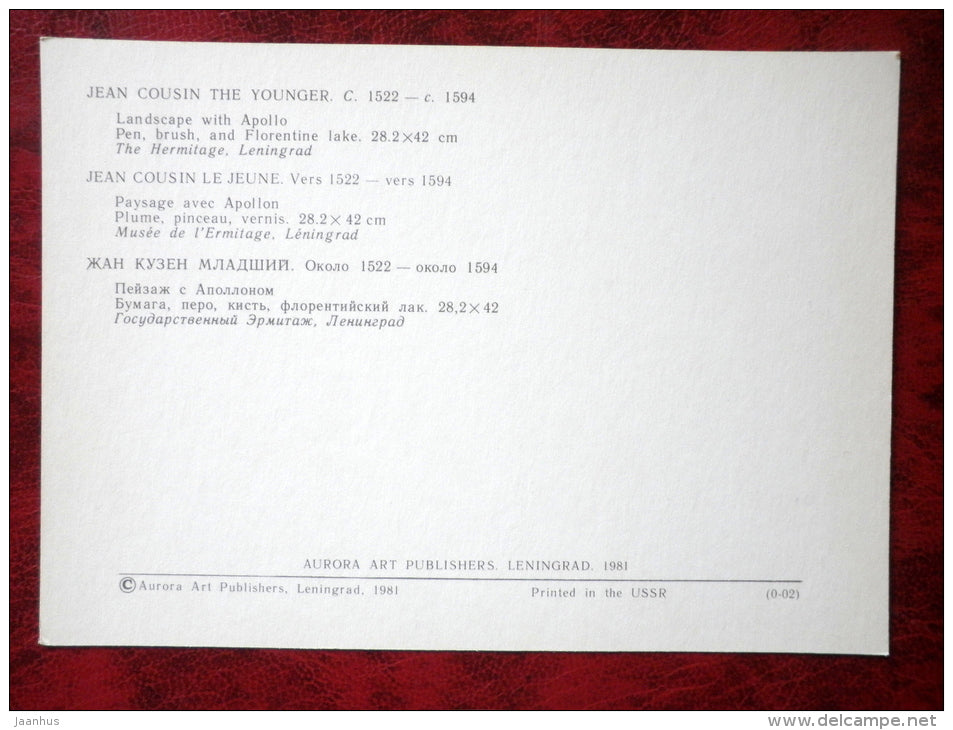 JEAN COUSIN THE YOUNGER. C. 1522 — c. 1594
Landscape with Apollo
Pen, brush, and Florentine lake. 28.2×42 cm
The Hermitage, Leningrad
JEAN COUSIN LE JEUNE. Vers 1522 — vers 1594
Paysage avec Apollon
Plume, pinceau, vernis. 28.2×42 cm
Musée de l'Ermitage, Léningrad
ЖАН КУЗЕН МЛАДШИЙ. Около 1522 — около 1594
Пейзаж с Аполлоном
Бумага, перо, кисть, флорентийский лак. 28,2×42
Государственный Эрмитаж, Ленинград
AURORA ART PUBLISHERS. LENINGRAD. 1981
© Aurora Art Publishers, Leningrad, 1981 Printed in the USSR (0-02)
jaanhus www.delcampe.net